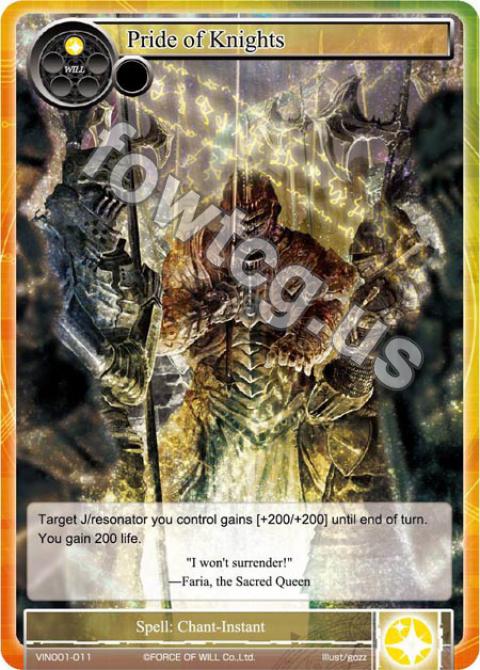 Pride of Knights
WILL
fowtcg.us
Target J/resonator you control gains [+200/+200] until end of turn.
You gain 200 life.
"I won't surrender!"
—Faria, the Sacred Queen
Spell: Chant-Instant
VIN001-011
©FORCE OF WILL Co.,Ltd.
Illust/gozz